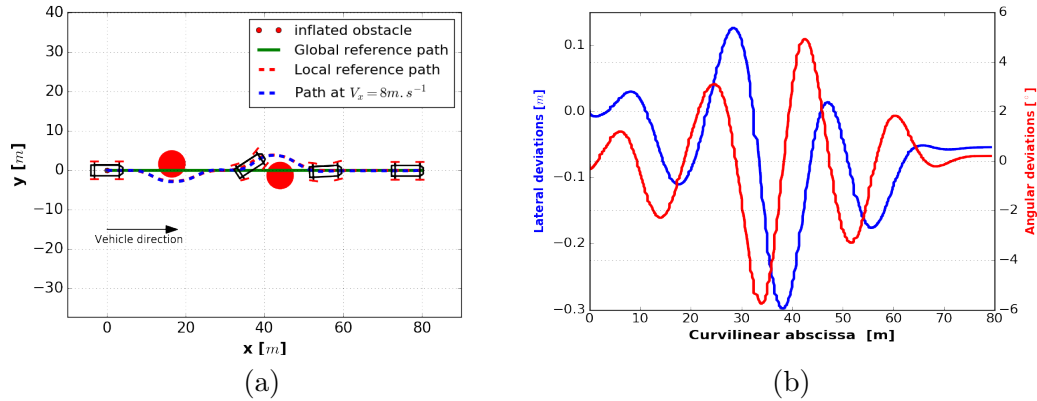 40
30
20
10
0
−10
−20
−30
0
20
40
60
80
y [m]
x [m]
inflated obstacle
Global reference path
Local reference path
Path at Vₓ = 8m.s⁻¹
Vehicle direction
(a)
0.1
0.0
−0.1
−0.2
−0.3
Lateral deviations [m]
0
10
20
30
40
50
60
70
80
Curvilinear abscissa [m]
6
4
2
0
−2
−4
−6
Angular deviations [°]
(b)